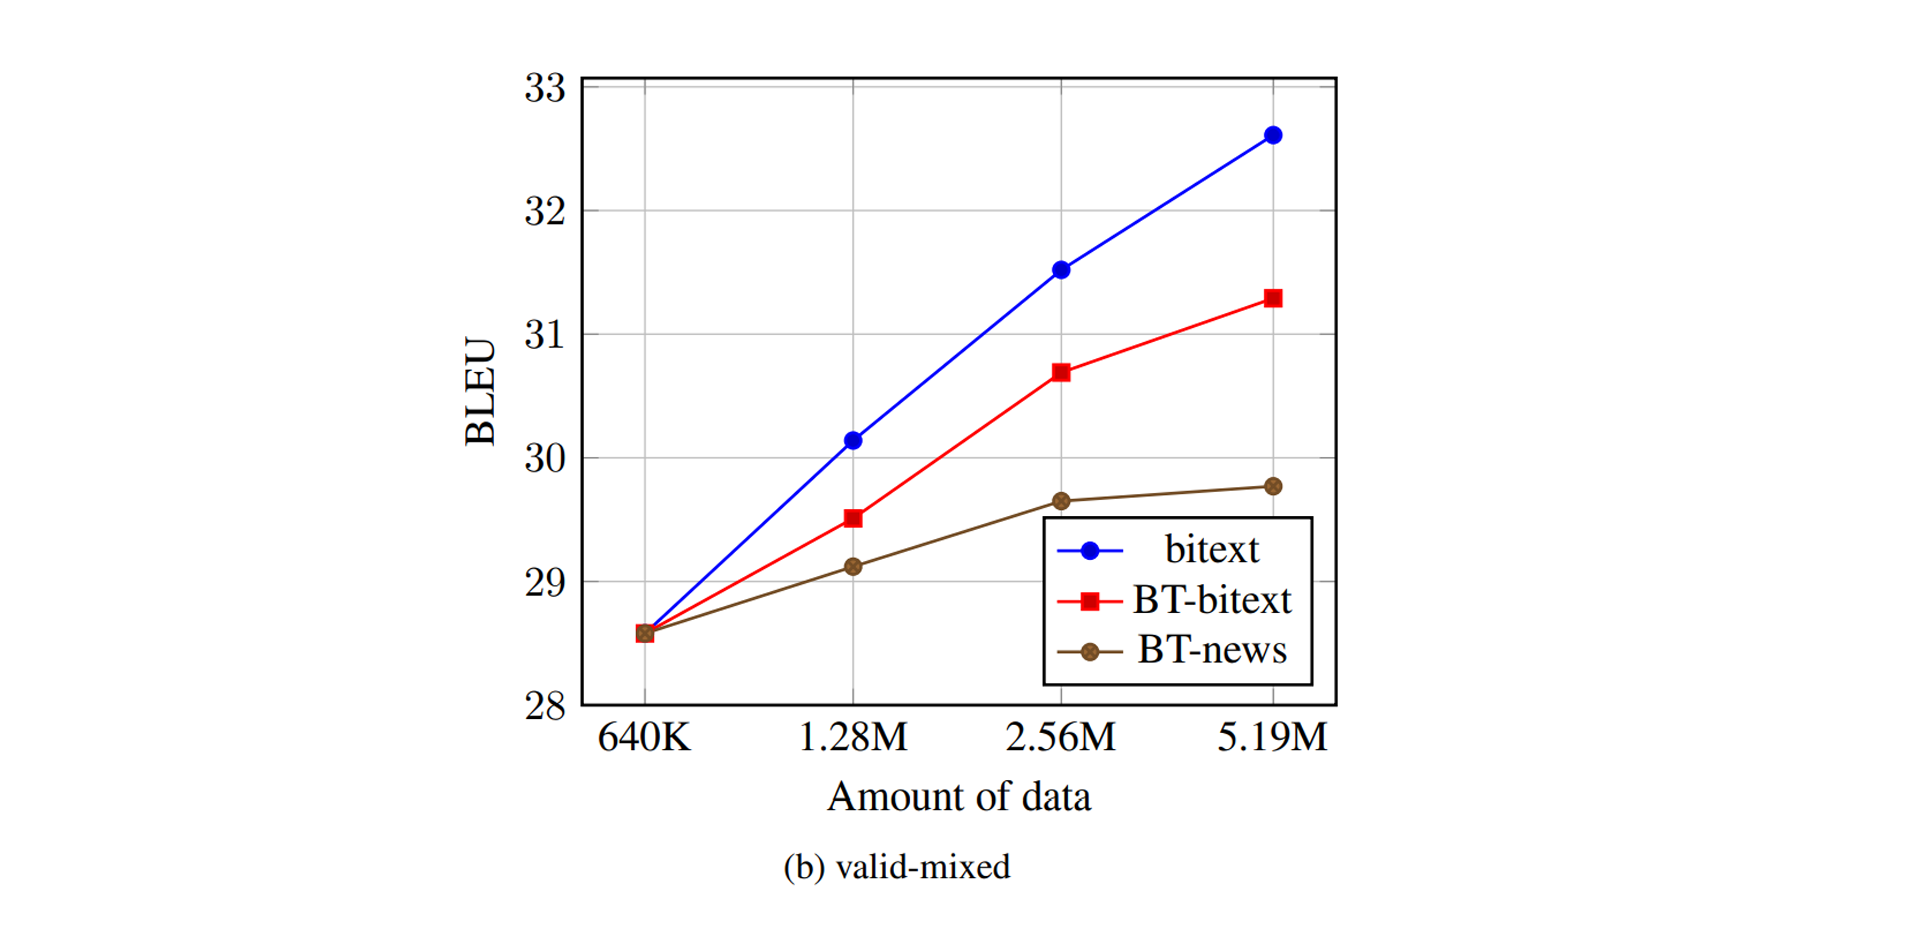 33
32
31
30
29
28
BLEU
bitext
BT-bitext
BT-news
640K 1.28M 2.56M 5.19M
Amount of data
(b) valid-mixed